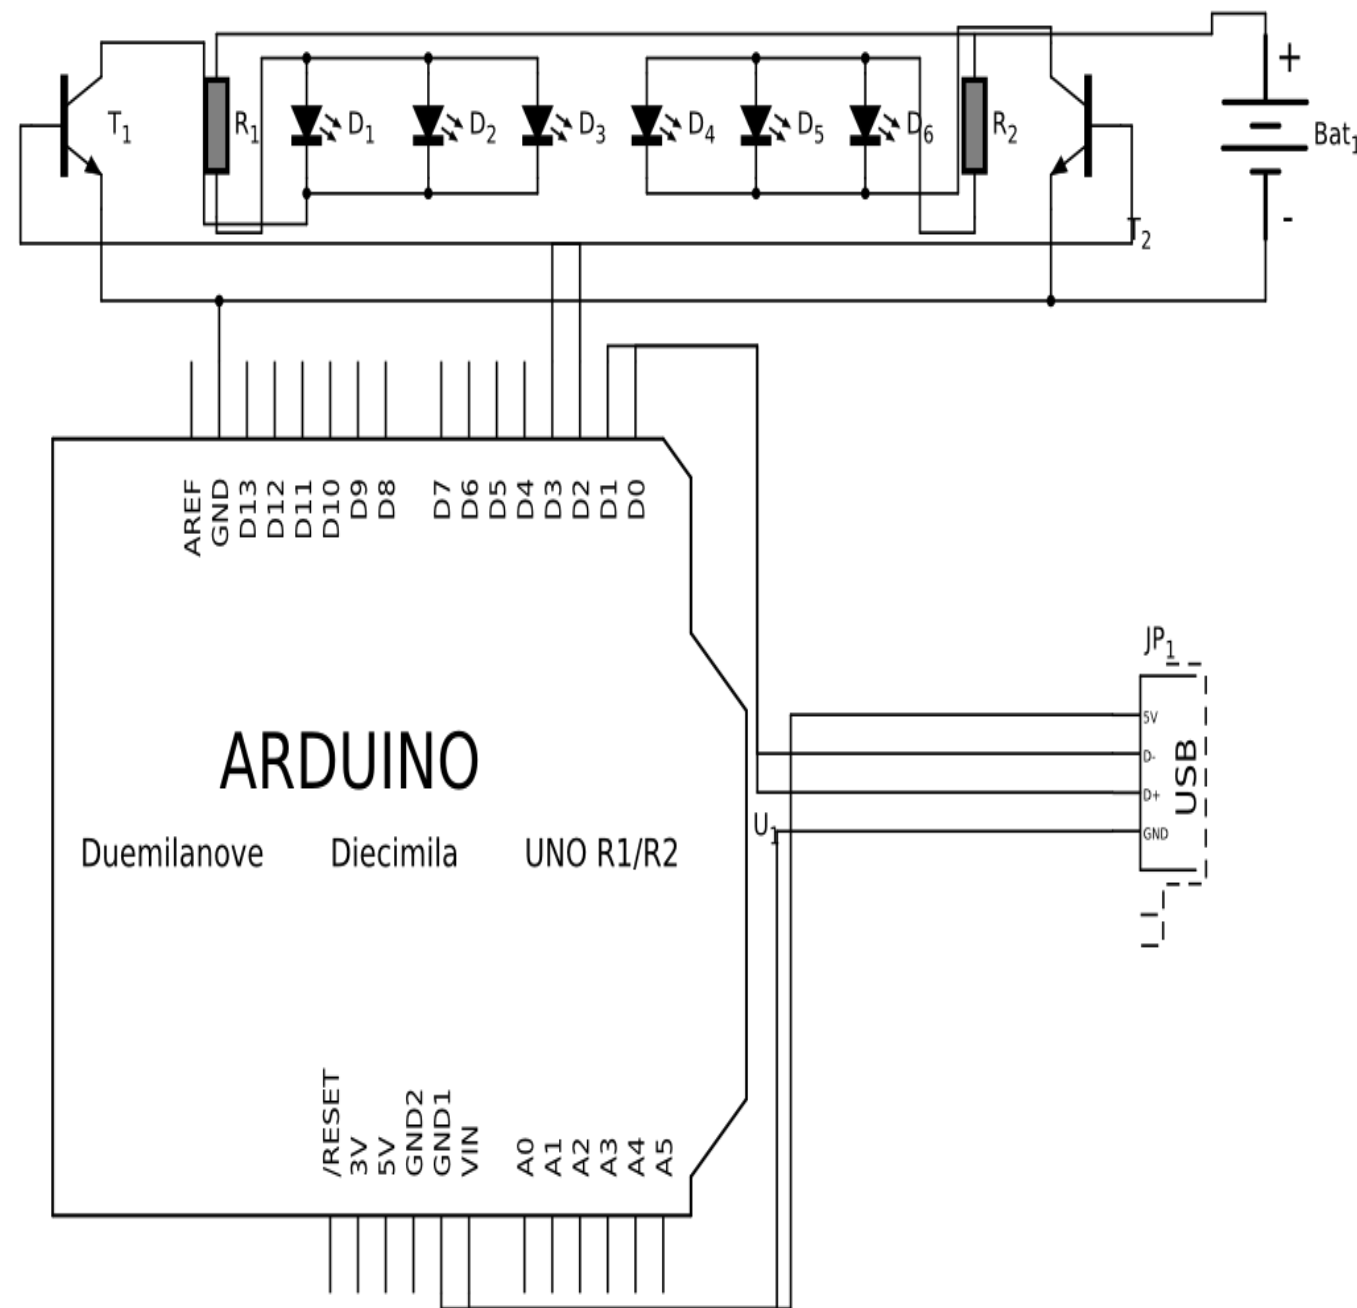 +
T1
R1
D1
D2
D3
D4
D5
D6
R2
Bat1
T2
-
AREF
GND
D13
D12
D11
D10
D9
D8
D7
D6
D5
D4
D3
D2
D1
D0
JP1
5V
D-
D+
GND
USB
ARDUINO
U1
Duemilanove Diecimila UNO R1/R2
/RESET
3V
5V
GND2
GND1
VIN
A0
A1
A2
A3
A4
A5